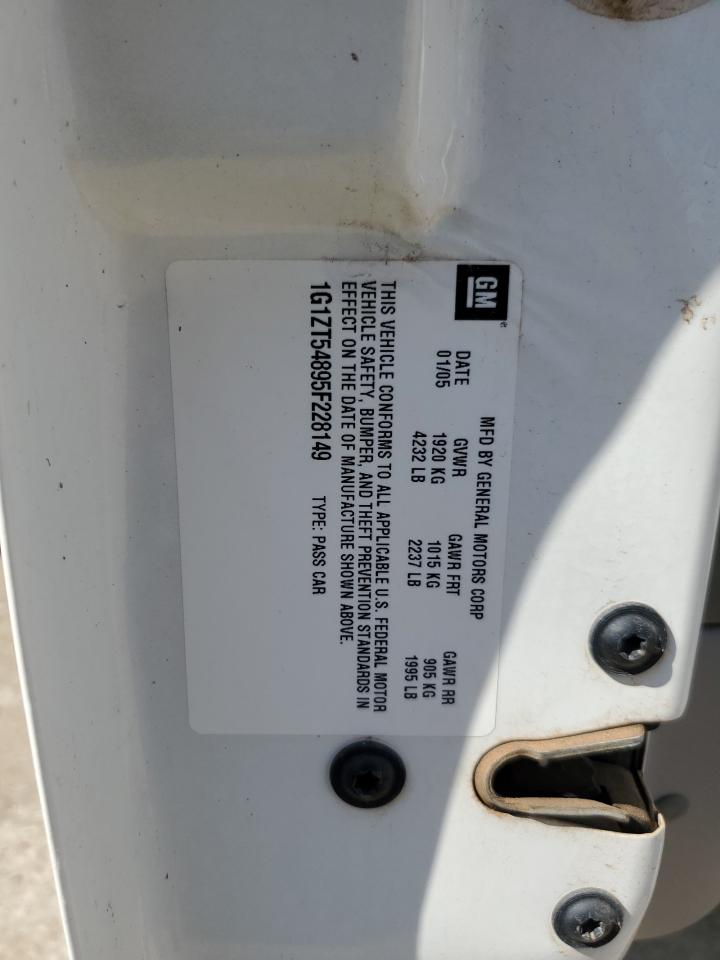 GM
MFD BY GENERAL MOTORS CORP
DATE GVWR GAWR FRT GAWR RR
01/05 1920 KG 1015 KG 905 KG
4232 LB 2237 LB 1995 LB
THIS VEHICLE CONFORMS TO ALL APPLICABLE U.S. FEDERAL MOTOR
VEHICLE SAFETY, BUMPER, AND THEFT PREVENTION STANDARDS IN
EFFECT ON THE DATE OF MANUFACTURE SHOWN ABOVE.
1G1ZT54895F228149 TYPE: PASS CAR